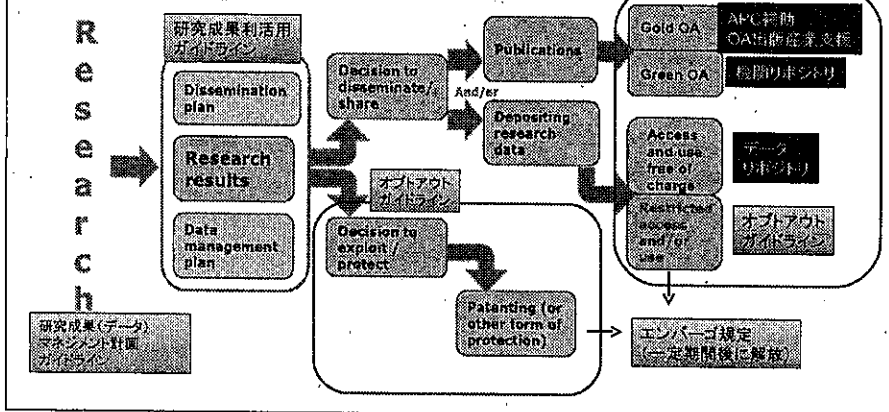 Research
研究成果利活用
ガイドライン
Dissemination
plan
Research
results
Data
management
plan
研究成果(データ)
マネジメント計画
ガイドライン
Decision to
disseminate/
share
And/or
Publications
Depositing
research
data
オプトアウト
ガイドライン
Decision to
exploit /
protect
Patenting (or
other form of
protection)
Gold OA
APC補助
OA出版産業支援
Green OA
機関リポジトリ
Access
and use
free of
charge
データ
リポジトリ
Restricted
access
and/or
use
オプトアウト
ガイドライン
エンバーゴ規定
(一定期間後に解放)